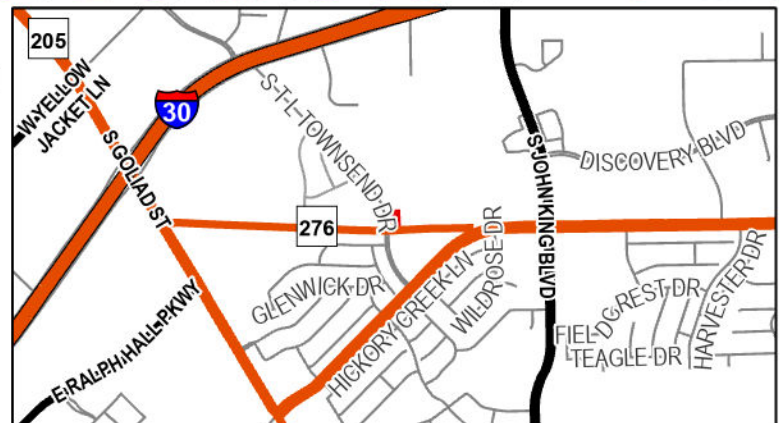 205
W YELLOW
JACKET LN
30
S GOLIAD ST
S T L TOWNSEND DR
S JOHN KING BLVD
DISCOVERY BLVD
276
GLENWICK DR
HICKORY CREEK LN
WILDROSE DR
E RALPH HALL PKWY
FIELDCREST DR
TEAGLE DR
HARVESTER DR